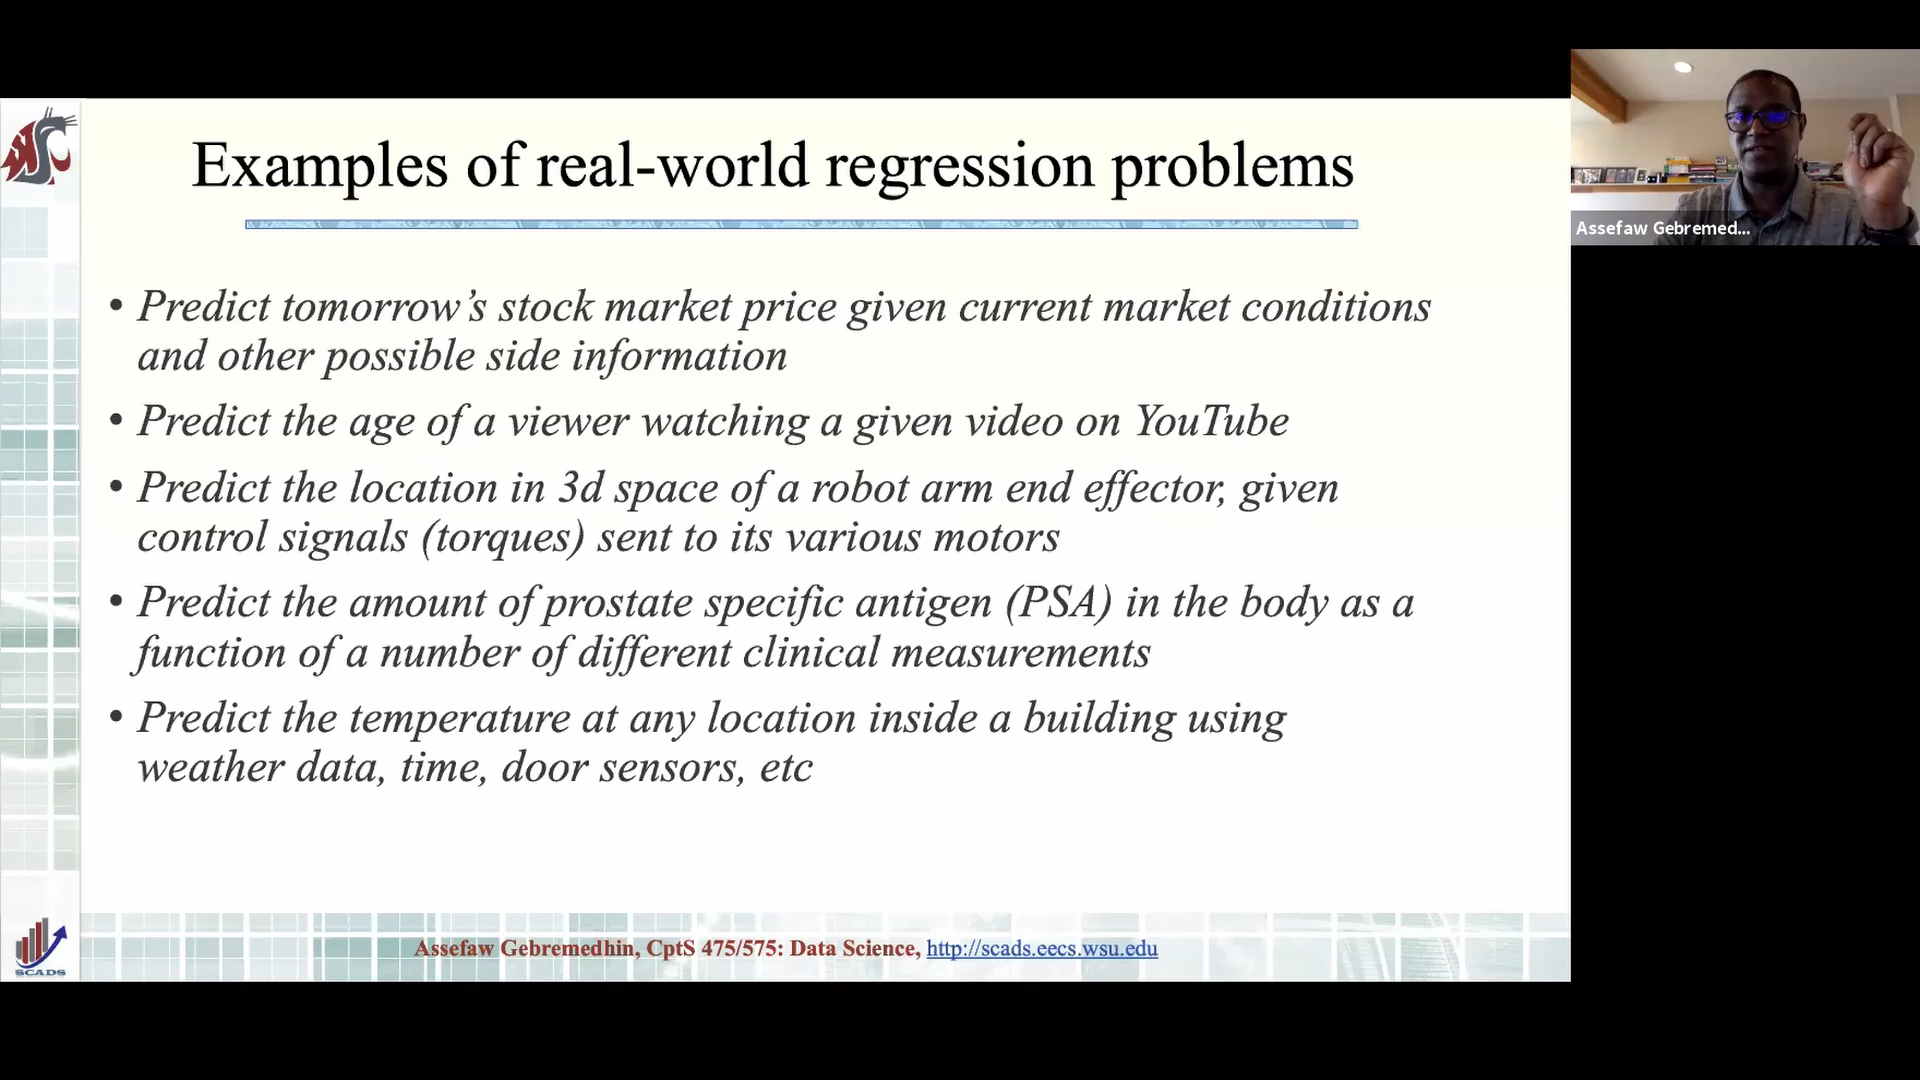 Examples of real-world regression problems
• Predict tomorrow’s stock market price given current market conditions
and other possible side information
• Predict the age of a viewer watching a given video on YouTube
• Predict the location in 3d space of a robot arm end effector, given
control signals (torques) sent to its various motors
• Predict the amount of prostate specific antigen (PSA) in the body as a
function of a number of different clinical measurements
• Predict the temperature at any location inside a building using
weather data, time, door sensors, etc
SCADS
Assefaw Gebremedhin, CptS 475/575: Data Science, http://scads.eecs.wsu.edu
Assefaw Gebremed...